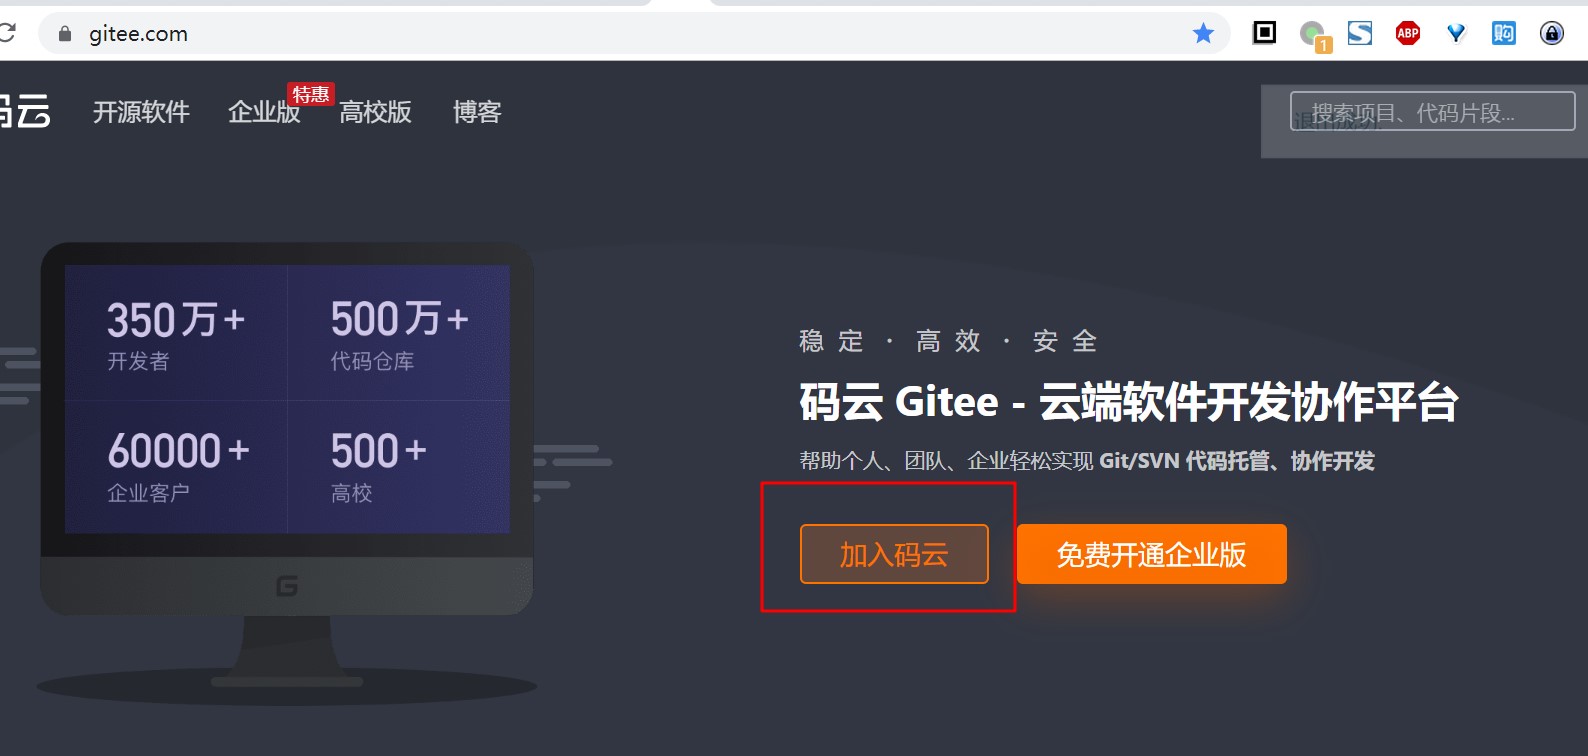 gitee.com
1
ABP
购
码云 开源软件 企业版 特惠 高校版 博客
搜索项目、代码片段...
350万+
开发者
500万+
代码仓库
60000+
企业客户
500+
高校
G
稳定 · 高效 · 安全
码云 Gitee - 云端软件开发协作平台
帮助个人、团队、企业轻松实现 Git/SVN 代码托管、协作开发
加入码云
免费开通企业版